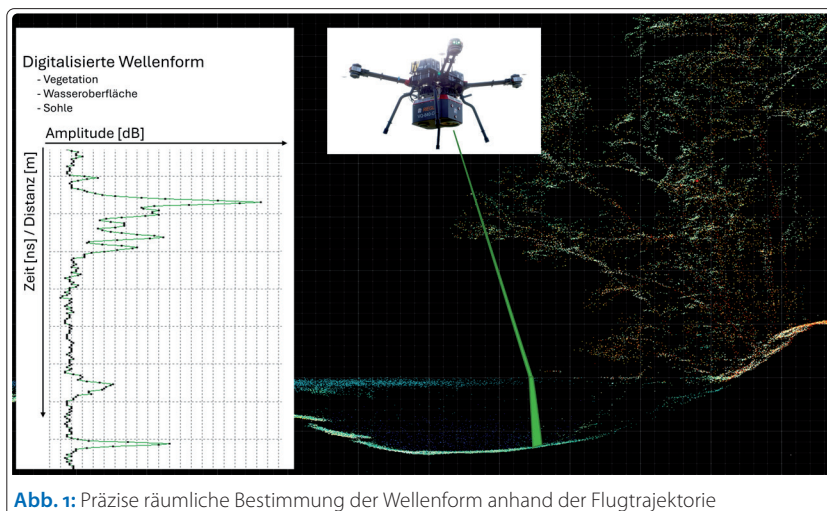 Digitalisierte Wellenform
- Vegetation
- Wasseroberfläche
- Sohle
Amplitude [dB]
Zeit [ns] / Distanz [m]
Abb. 1: Präzise räumliche Bestimmung der Wellenform anhand der Flugtrajektorie